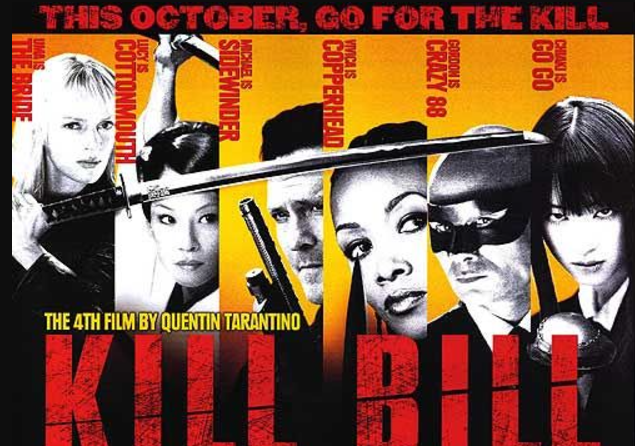 THIS OCTOBER, GO FOR THE KILL
UMA IS
THE BRIDE
LUCY IS
COTTONMOUTH
MICHAEL IS
SIDEWINDER
VIVICA IS
COPPERHEAD
GORDON IS
CRAZY 88
CHIAKI IS
GO GO
THE 4TH FILM BY QUENTIN TARANTINO
KILL BILL